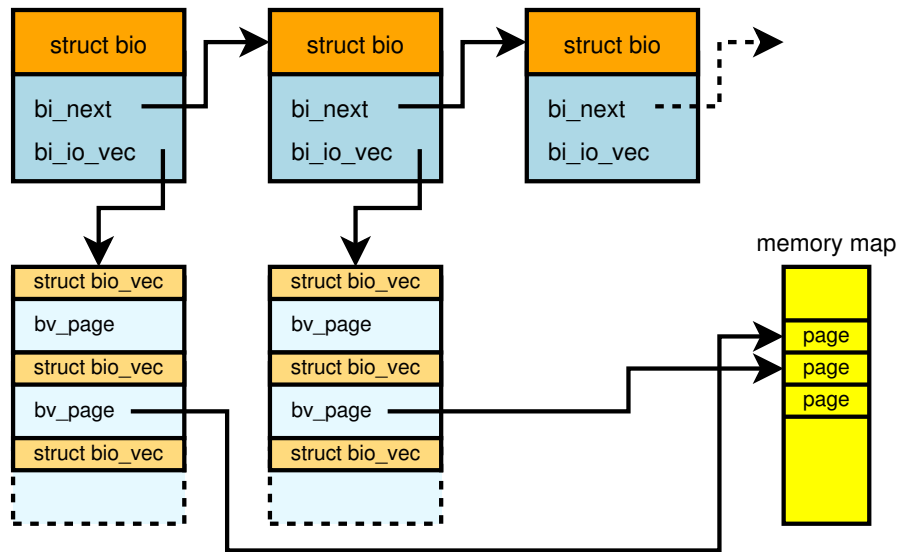 struct bio
bi_next
bi_io_vec
struct bio
bi_next
bi_io_vec
struct bio
bi_next
bi_io_vec
struct bio_vec
bv_page
struct bio_vec
bv_page
struct bio_vec
struct bio_vec
bv_page
struct bio_vec
bv_page
struct bio_vec
memory map
page
page
page